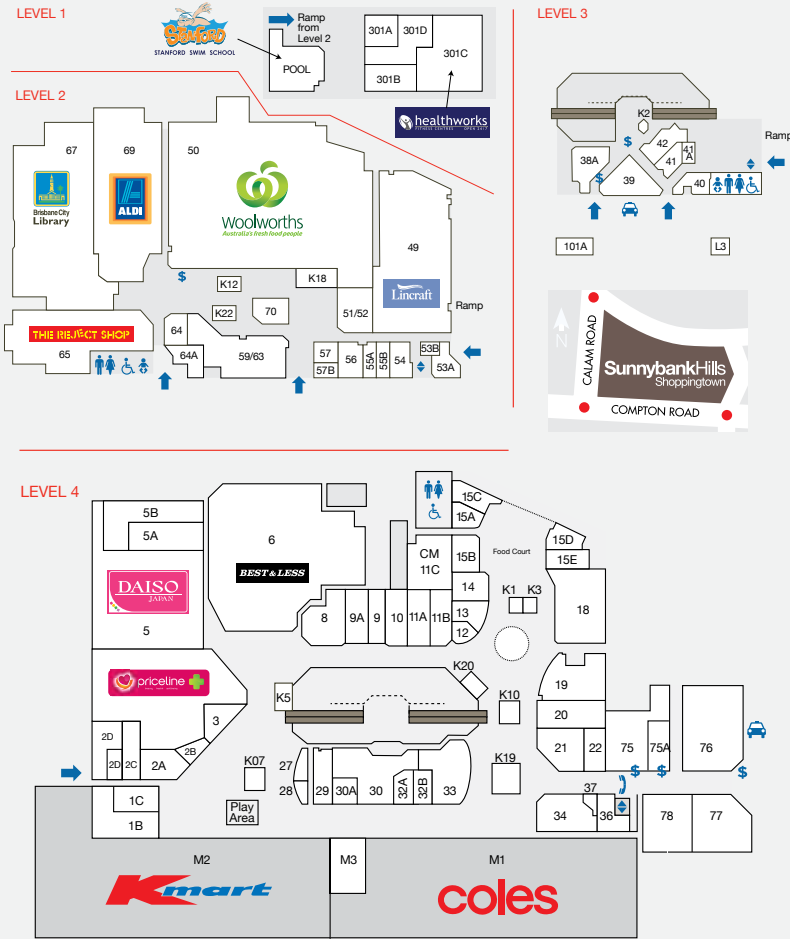 LEVEL 1
STANFORD SWIM SCHOOL
Ramp
from
Level 2
POOL
301A
301D
301C
301B
healthworks
FITNESS CENTRES OPEN 24/7
LEVEL 2
67
69
50
Brisbane City
Library
ALDI
Woolworths
Australia's fresh food people
49
Lincraft
$
K12
K18
K22
70
51/52
Ramp
THE REJECT SHOP
65
64
64A
59/63
57
57B
56
55A
55B
54
53B
53A
LEVEL 3
K2
Ramp
$
42
41
41
A
38A
$
39
40
101A
L3
N
CALAM ROAD
SunnybankHills
Shoppingtown
COMPTON ROAD
LEVEL 4
5B
5A
DAISO
JAPAN
5
6
BEST & LESS
15C
15A
CM
11C
15B
14
13
12
Food Court
15D
15E
K1
K3
18
8
9A
9
10
11A
11B
priceline
3
2D
2D
2C
2A
2B
K5
K20
K10
19
20
21
22
75
75A
76
$
$
$
K07
Play
Area
27
28
29
30A
30
32A
32B
33
K19
37
34
36
78
77
1C
1B
M2
Kmart
M3
M1
coles